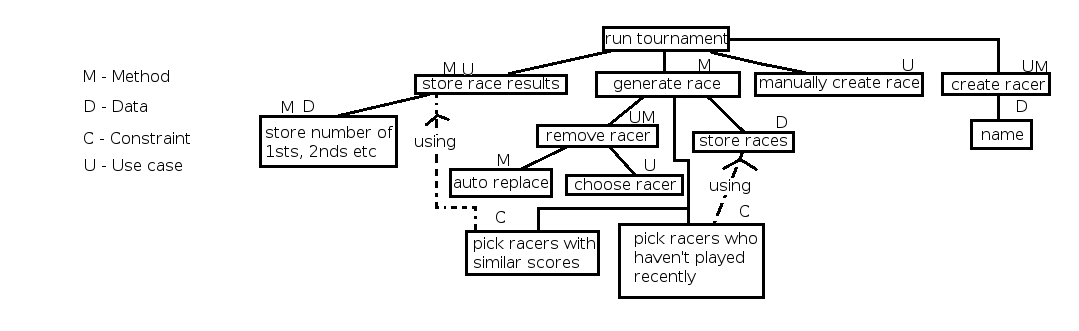 run tournament
M U
M
U
UM
M - Method
store race results
generate race
manually create race
create racer
D - Data
M D
UM
D
D
C - Constraint
store number of
1sts, 2nds etc
using
remove racer
store races
name
U - Use case
M
U
auto replace
choose racer
using
C
C
pick racers with
similar scores
pick racers who
haven't played
recently